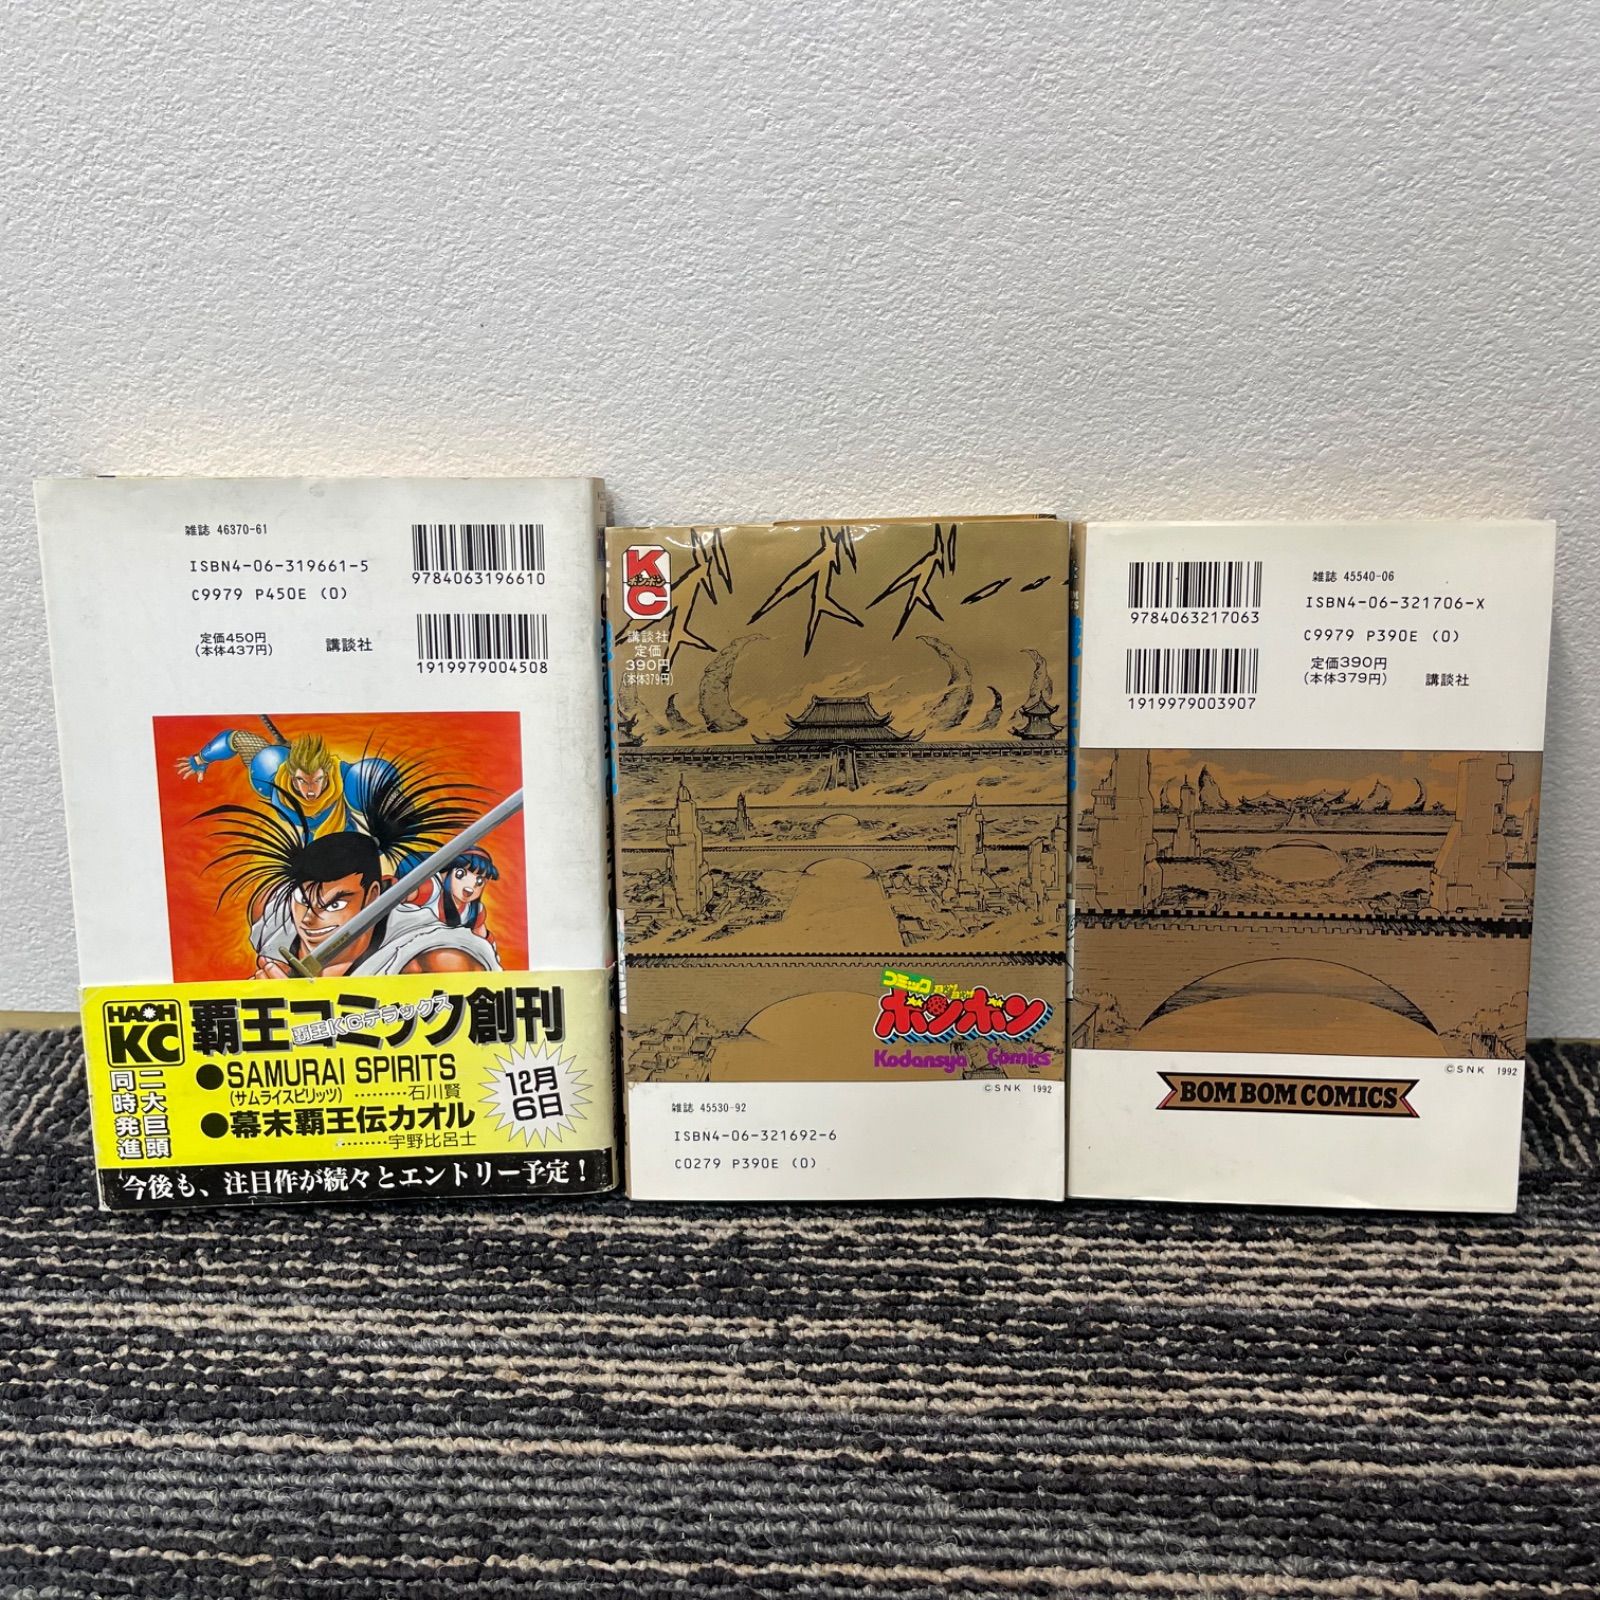 雑誌 46370-61
ISBN4-06-319661-5
C9979 P450E (0)
9784063196610
定価450円
(本体437円)
講談社
1919979004508
HAOH
KC
覇王コミック創刊
覇王KCデラックス
二大巨頭
同時発進
●SAMURAI SPIRITS
(サムライスピリッツ) ………石川賢
●幕末覇王伝カオル
………宇野比呂士
12月
6日
今後も、注目作が続々とエントリー予定！
KC
ボンボン
ズズズ・・・
講談社
定価
390円
(本体379円)
コミック
ボンボン
Kodansya Comics
©SNK 1992
雑誌 45530-92
ISBN4-06-321692-6
C0279 P390E (0)
9784063217063
雑誌 45540-06
ISBN4-06-321706-X
C9979 P390E (0)
1919979003907
定価390円
(本体379円)
講談社
©SNK 1992
BOM BOM COMICS